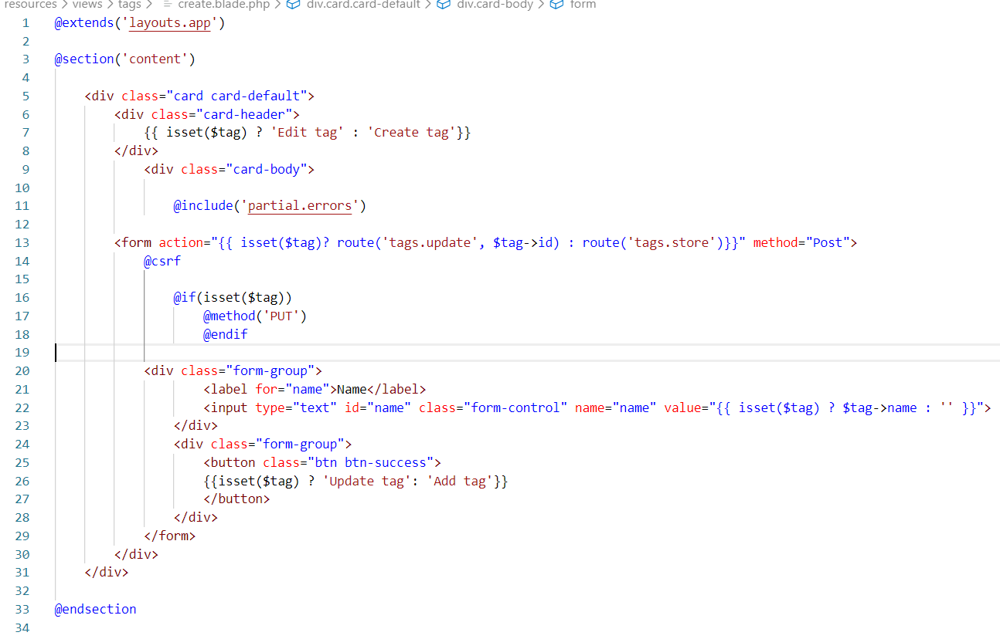 resources > views > tags > create.blade.php > div.card.card-default > div.card-body > form
1 @extends('layouts.app')
2
3 @section('content')
4
5     <div class="card card-default">
6         <div class="card-header">
7             {{ isset($tag) ? 'Edit tag' : 'Create tag'}}
8         </div>
9             <div class="card-body">
10
11                 @include('partial.errors')
12
13         <form action="{{ isset($tag)? route('tags.update', $tag->id) : route('tags.store')}}" method="Post">
14             @csrf
15
16                 @if(isset($tag))
17                     @method('PUT')
18                     @endif
19
20             <div class="form-group">
21                     <label for="name">Name</label>
22                     <input type="text" id="name" class="form-control" name="name" value="{{ isset($tag) ? $tag->name : '' }}">
23                 </div>
24                 <div class="form-group">
25                     <button class="btn btn-success">
26                     {{isset($tag) ? 'Update tag': 'Add tag'}}
27                     </button>
28                 </div>
29             </form>
30         </div>
31     </div>
32
33 @endsection
34